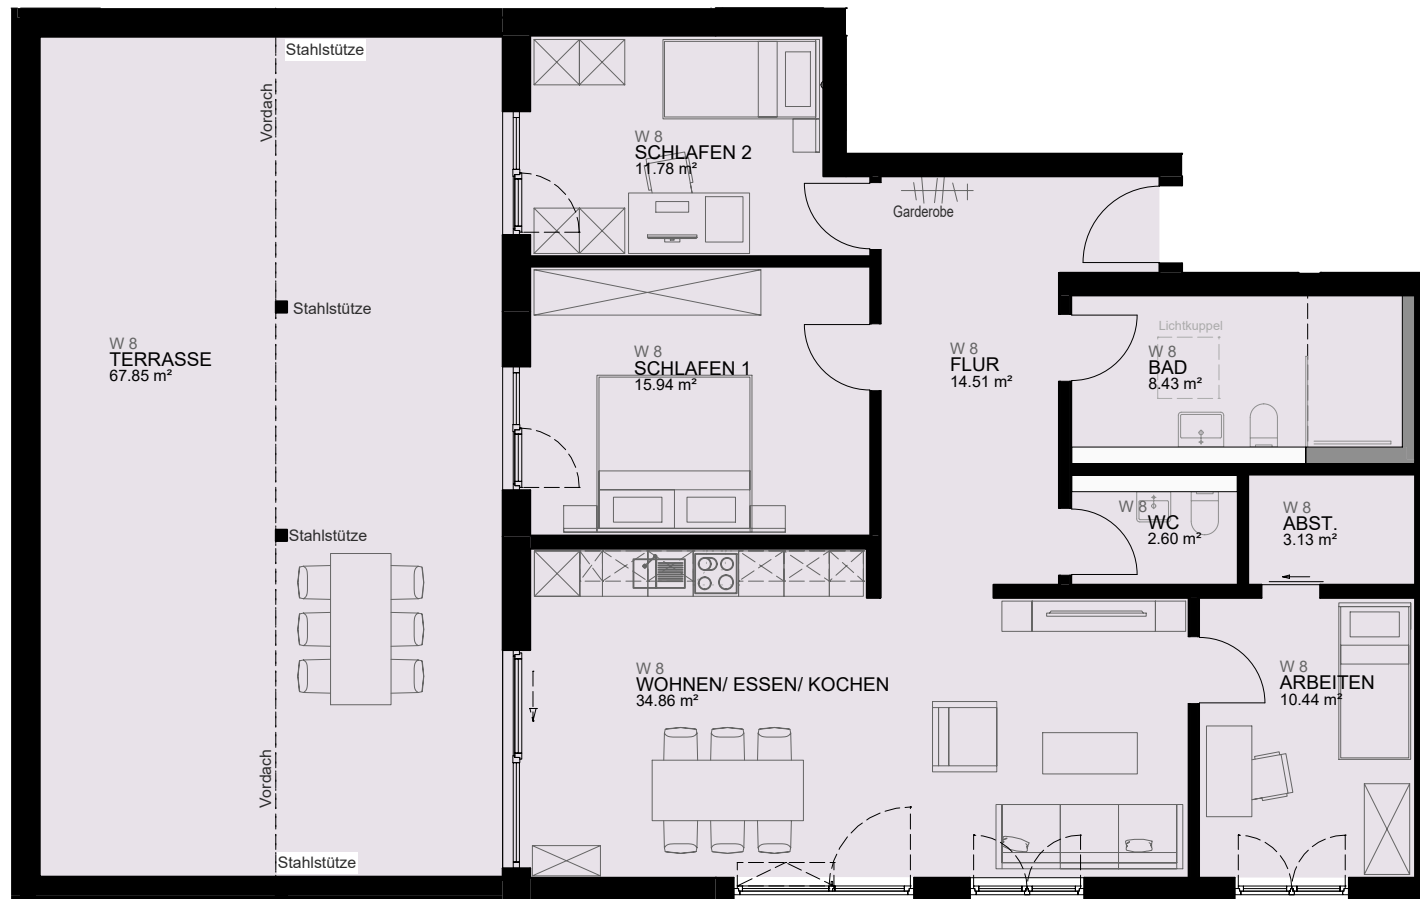 Stahlstütze
Vordach
W 8
SCHLAFEN 2
11.78 m²
Garderobe
Stahlstütze
W 8
TERRASSE
67.85 m²
W 8
SCHLAFEN 1
15.94 m²
W 8
FLUR
14.51 m²
Lichtkuppel
W 8
BAD
8.43 m²
Stahlstütze
W 8
WC
2.60 m²
W 8
ABST.
3.13 m²
W 8
WOHNEN/ ESSEN/ KOCHEN
34.86 m²
W 8
ARBEITEN
10.44 m²
Vordach
Stahlstütze